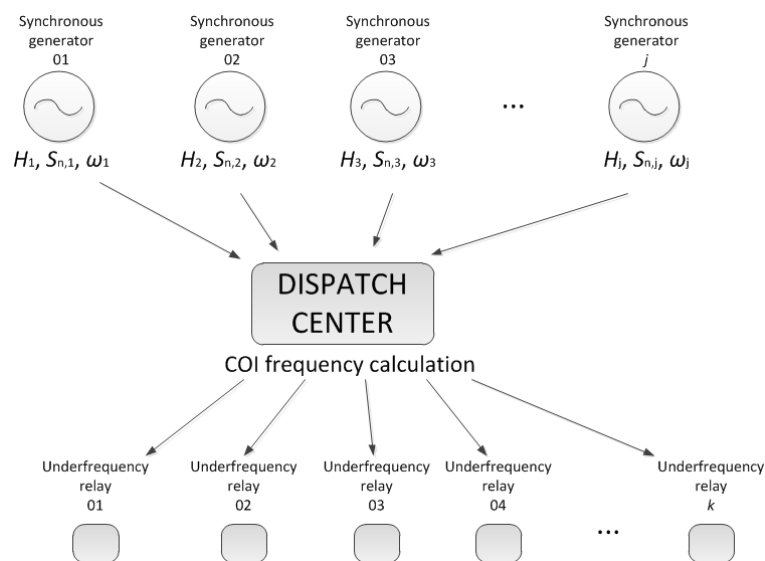 Synchronous generator 01
Synchronous generator 02
Synchronous generator 03
...
Synchronous generator j
H1, Sn,1, ω1
H2, Sn,2, ω2
H3, Sn,3, ω3
Hj, Sn,j, ωj
DISPATCH
CENTER
COI frequency calculation
Underfrequency relay 01
Underfrequency relay 02
Underfrequency relay 03
Underfrequency relay 04
...
Underfrequency relay k